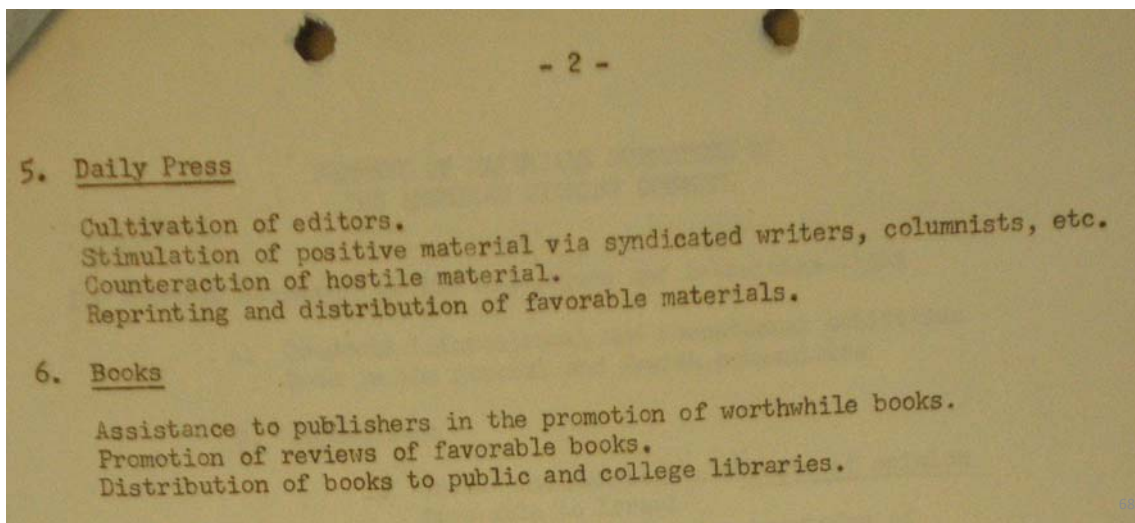 - 2 -
5. Daily Press
Cultivation of editors.
Stimulation of positive material via syndicated writers, columnists, etc.
Counteraction of hostile material.
Reprinting and distribution of favorable materials.
6. Books
Assistance to publishers in the promotion of worthwhile books.
Promotion of reviews of favorable books.
Distribution of books to public and college libraries.
68